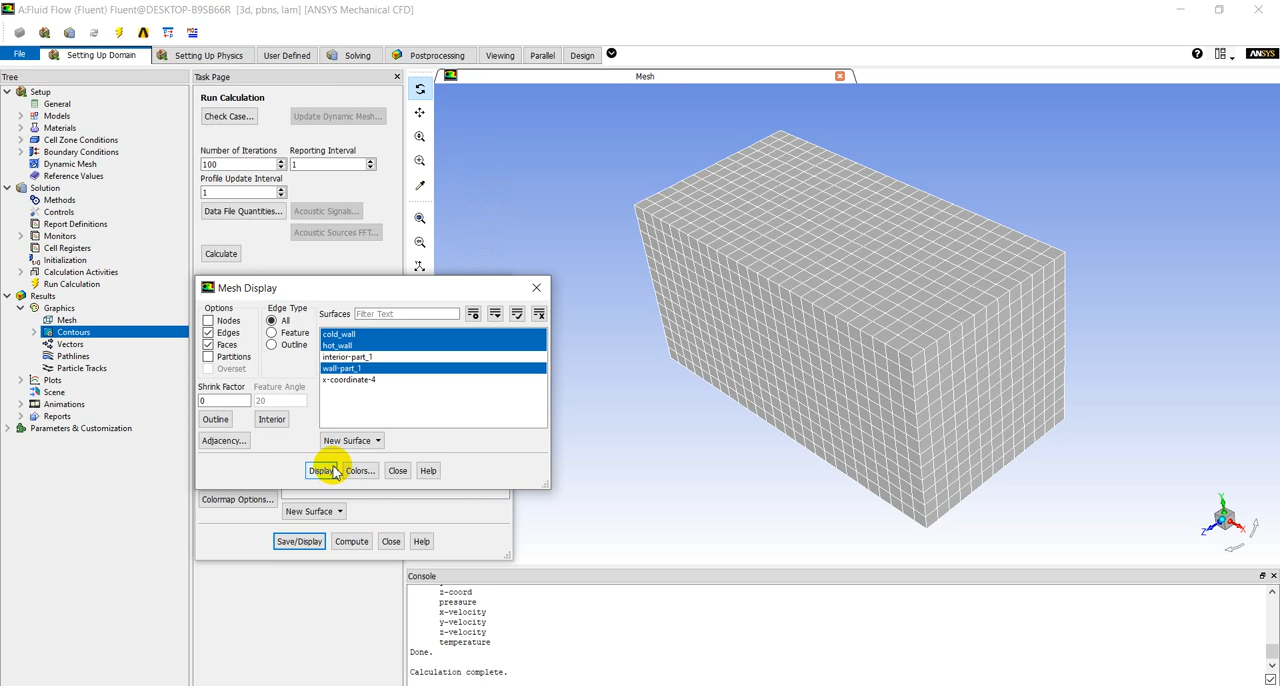 A:Fluid Flow (Fluent) Fluent@DESKTOP-B9SB66R [3d, pbns, lam] [ANSYS Mechanical CFD]
File
Setting Up Domain
Setting Up Physics
User Defined
Solving
Postprocessing
Viewing
Parallel
Design
ANSYS
Tree
Setup
General
Models
Materials
Cell Zone Conditions
Boundary Conditions
Dynamic Mesh
Reference Values
Solution
Methods
Controls
Report Definitions
Monitors
Cell Registers
Initialization
Calculation Activities
Run Calculation
Results
Graphics
Mesh
Contours
Vectors
Pathlines
Particle Tracks
Plots
Scene
Animations
Reports
Parameters & Customization
Task Page
Run Calculation
Check Case...
Update Dynamic Mesh...
Number of Iterations
Reporting Interval
100
1
Profile Update Interval
1
Data File Quantities...
Acoustic Signals...
Acoustic Sources FFT...
Calculate
Mesh Display
Options
Nodes
Edges
Faces
Partitions
Overset
Edge Type
All
Feature
Outline
Shrink Factor
Feature Angle
0
20
Outline
Interior
Adjacency...
Surfaces
Filter Text
cold_wall
hot_wall
interior-part_1
wall-part_1
x-coordinate-4
New Surface
Display
Colors...
Close
Help
Colormap Options...
New Surface
Save/Display
Compute
Close
Help
Mesh
Y
Z
X
Console
z-coord
pressure
x-velocity
y-velocity
z-velocity
temperature
Done.
Calculation complete.